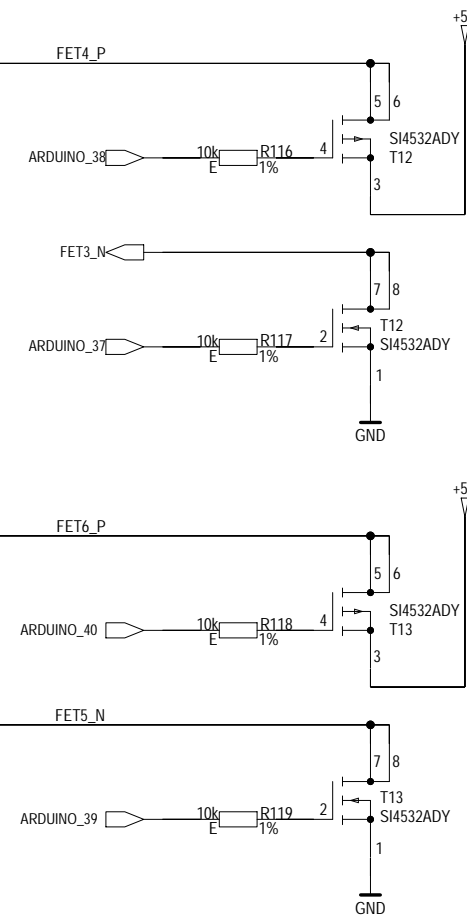 +5
FET4_P
5 6
10k R116 4 SI4532ADY
ARDUINO_38 E 1% T12
3
FET3_N
7 8
T12
10k R117 2 SI4532ADY
ARDUINO_37 E 1%
1
GND
+5
FET6_P
5 6
10k R118 4 SI4532ADY
ARDUINO_40 E 1% T13
3
FET5_N
7 8
T13
10k R119 2 SI4532ADY
ARDUINO_39 E 1%
1
GND